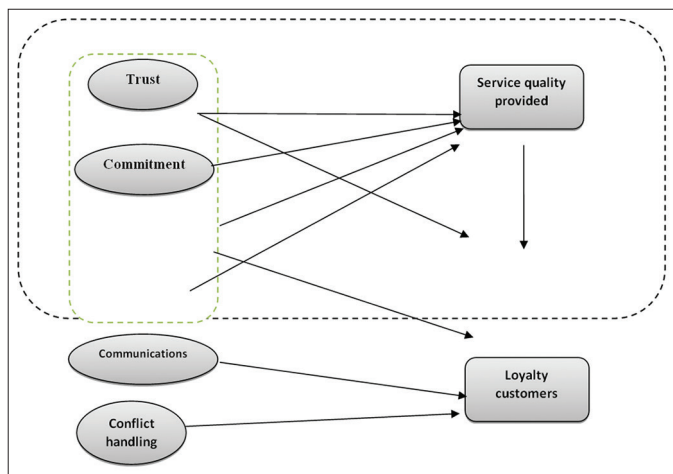 Trust
Service quality
provided
Commitment
Communications
Loyalty
customers
Conflict
handling